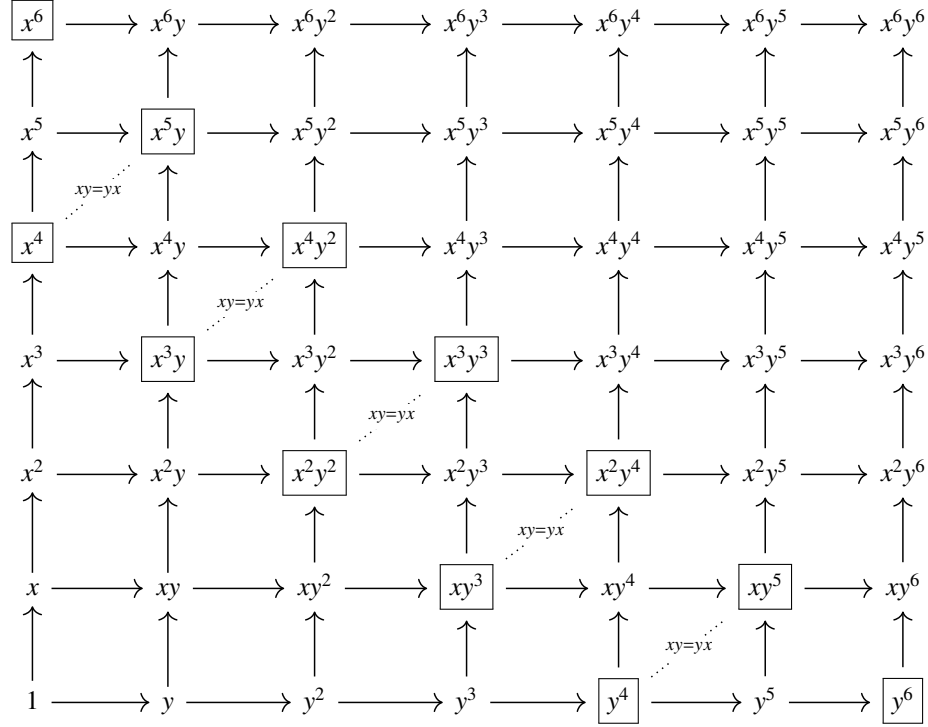 x⁶ x⁶y x⁶y² x⁶y³ x⁶y⁴ x⁶y⁵ x⁶y⁶
x⁵ x⁵y x⁵y² x⁵y³ x⁵y⁴ x⁵y⁵ x⁵y⁶
xy=yx
x⁴ x⁴y x⁴y² x⁴y³ x⁴y⁴ x⁴y⁵ x⁴y⁵
xy=yx
x³ x³y x³y² x³y³ x³y⁴ x³y⁵ x³y⁶
xy=yx
x² x²y x²y² x²y³ x²y⁴ x²y⁵ x²y⁶
xy=yx
x xy xy² xy³ xy⁴ xy⁵ xy⁶
xy=yx
1 y y² y³ y⁴ y⁵ y⁶